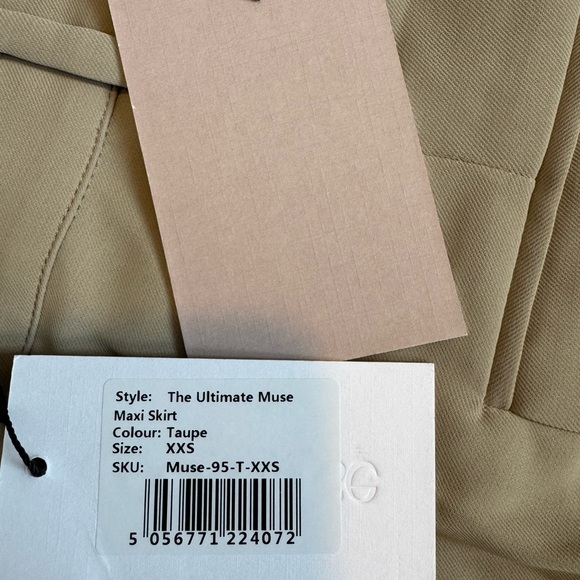 Style: The Ultimate Muse
Maxi Skirt
Colour: Taupe
Size: XXS
SKU: Muse-95-T-XXS
5 056771 224072